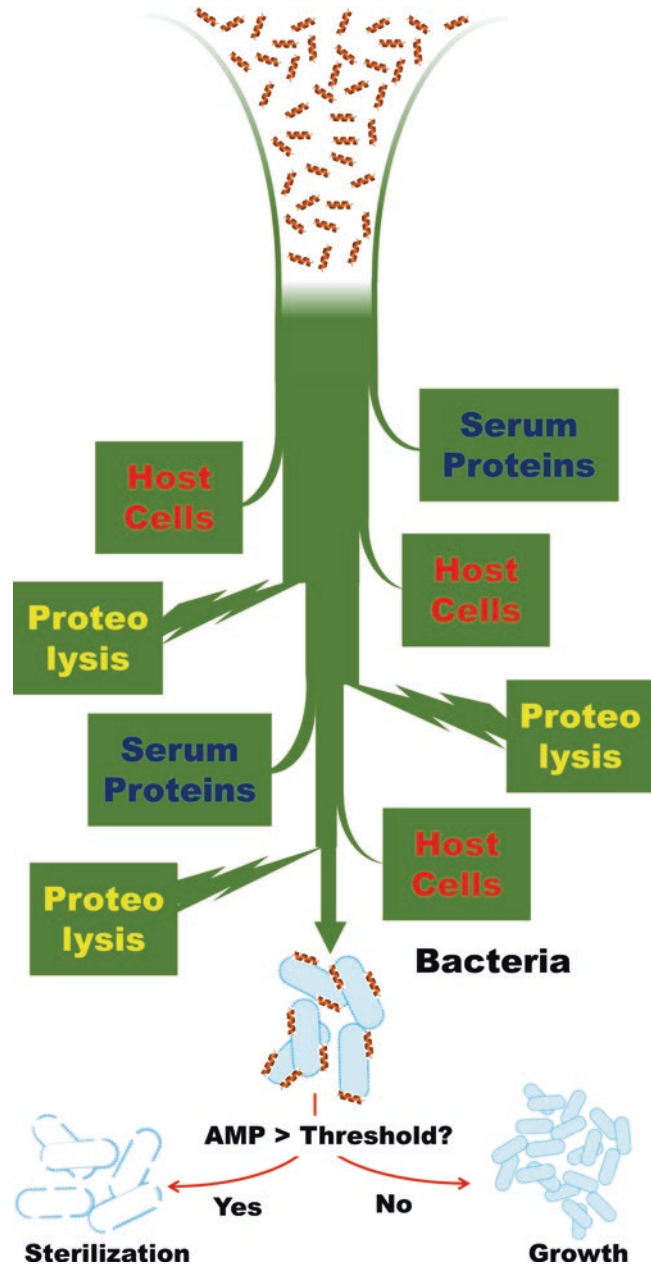 Serum
Proteins
Host
Cells
Host
Cells
Proteo
lysis
Proteo
lysis
Serum
Proteins
Host
Cells
Proteo
lysis
Bacteria
AMP > Threshold?
Yes
No
Sterilization
Growth